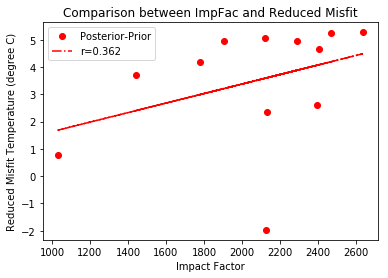 Comparison between ImpFac and Reduced Misfit
Posterior-Prior
r=0.362
Reduced Misfit Temperature (degree C)
5
4
3
2
1
0
−1
−2
1000 1200 1400 1600 1800 2000 2200 2400 2600
Impact Factor